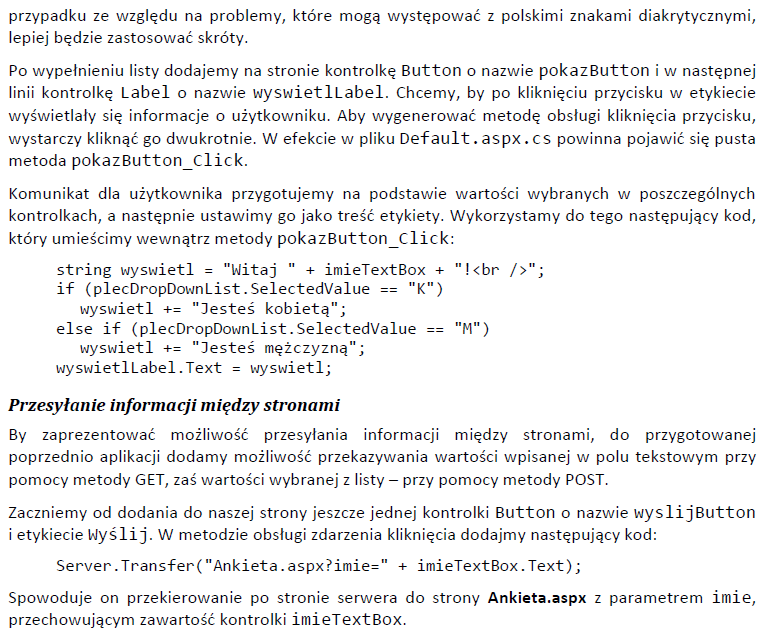 przypadku ze względu na problemy, które mogą występować z polskimi znakami diakrytycznymi,
lepiej będzie zastosować skróty.
Po wypełnieniu listy dodajemy na stronie kontrolkę Button o nazwie pokazButton i w następnej
linii kontrolkę Label o nazwie wyswietlLabel. Chcemy, by po kliknięciu przycisku w etykiecie
wyświetlały się informacje o użytkowniku. Aby wygenerować metodę obsługi kliknięcia przycisku,
wystarczy kliknąć go dwukrotnie. W efekcie w pliku Default.aspx.cs powinna pojawić się pusta
metoda pokazButton_Click.
Komunikat dla użytkownika przygotujemy na podstawie wartości wybranych w poszczególnych
kontrolkach, a następnie ustawimy go jako treść etykiety. Wykorzystamy do tego następujący kod,
który umieścimy wewnątrz metody pokazButton_Click:
string wyswietl = "Witaj " + imieTextBox + "!<br />";
if (plecDropDownList.SelectedValue == "K")
wyswietl += "Jesteś kobietą";
else if (plecDropDownList.SelectedValue == "M")
wyswietl += "Jesteś mężczyzną";
wyswietlLabel.Text = wyswietl;
Przesyłanie informacji między stronami
By zaprezentować możliwość przesyłania informacji między stronami, do przygotowanej
poprzednio aplikacji dodamy możliwość przekazywania wartości wpisanej w polu tekstowym przy
pomocy metody GET, zaś wartości wybranej z listy – przy pomocy metody POST.
Zaczniemy od dodania do naszej strony jeszcze jednej kontrolki Button o nazwie wyslijButton
i etykiecie Wyślij. W metodzie obsługi zdarzenia kliknięcia dodajmy następujący kod:
Server.Transfer("Ankieta.aspx?imie=" + imieTextBox.Text);
Spowoduje on przekierowanie po stronie serwera do strony Ankieta.aspx z parametrem imie,
przechowującym zawartość kontrolki imieTextBox.